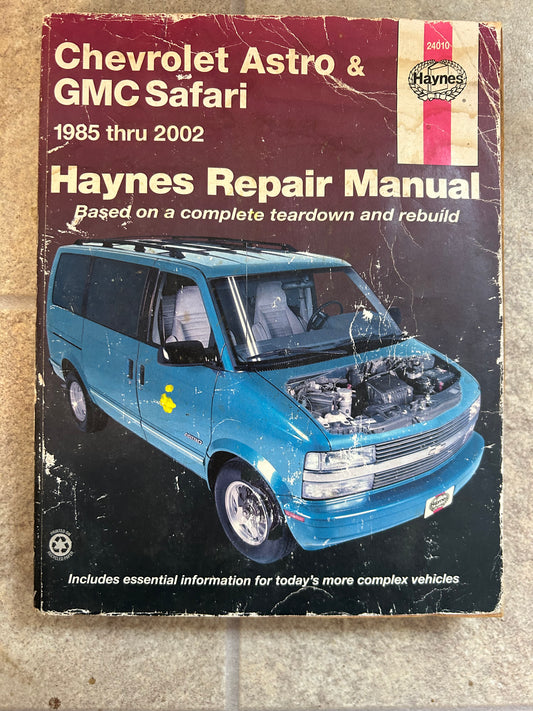 Chevrolet Astro &
GMC Safari
1985 thru 2002
24010
Haynes
Haynes Repair Manual
Based on a complete teardown and rebuild
Haynes
Includes essential information for today's more complex vehicles